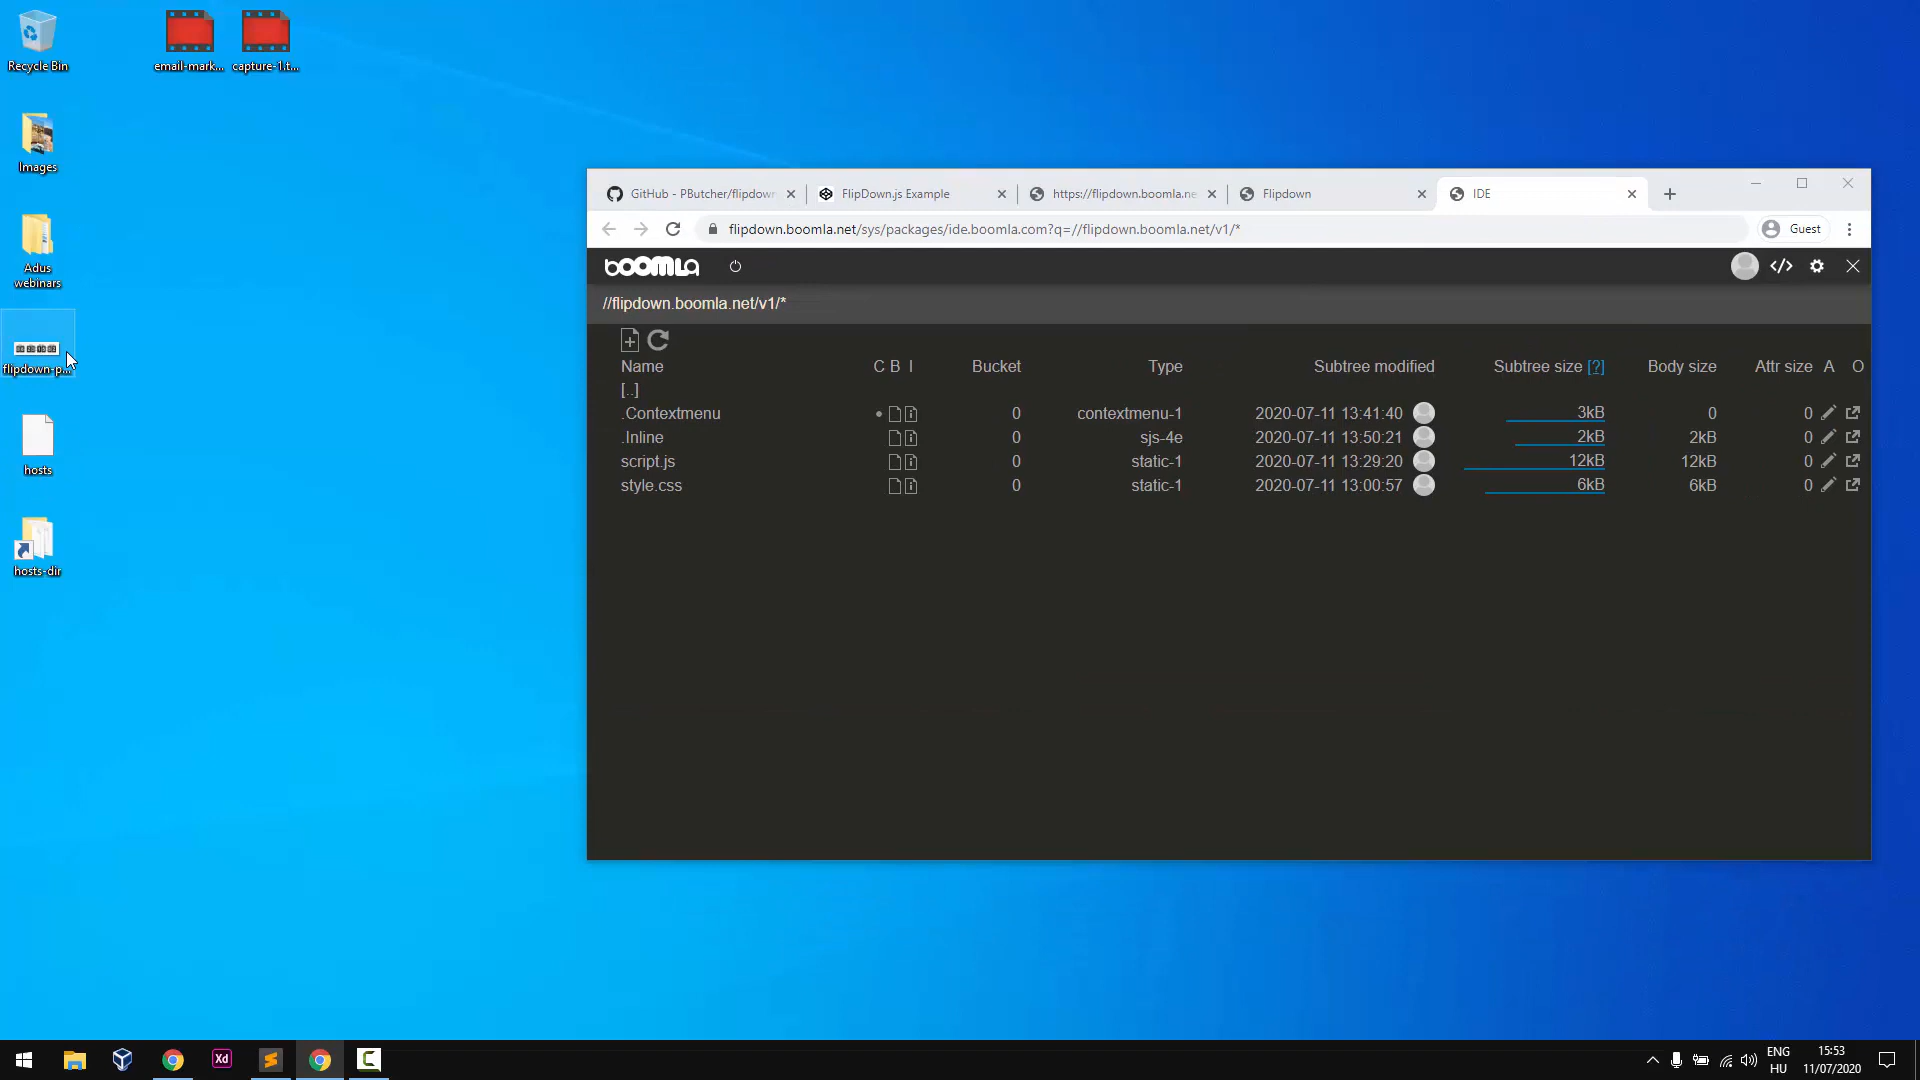 Recycle Bin
email-mark...
capture-1.t...
Images
Adus
webinars
flipdown-p...
hosts
hosts-dir
GitHub - PButcher/flipdown
FlipDown.js Example
https://flipdown.boomla.ne
Flipdown
IDE
flipdown.boomla.net/sys/packages/ide.boomla.com?q=//flipdown.boomla.net/v1/*
Guest
boomla
//flipdown.boomla.net/v1/*
Name C B I Bucket Type Subtree modified Subtree size [?] Body size Attr size A O
[..]
.Contextmenu 0 contextmenu-1 2020-07-11 13:41:40 3kB 0 0
.Inline 0 sjs-4e 2020-07-11 13:50:21 2kB 2kB 0
script.js 0 static-1 2020-07-11 13:29:20 12kB 12kB 0
style.css 0 static-1 2020-07-11 13:00:57 6kB 6kB 0
Xd
ENG
HU
15:53
11/07/2020